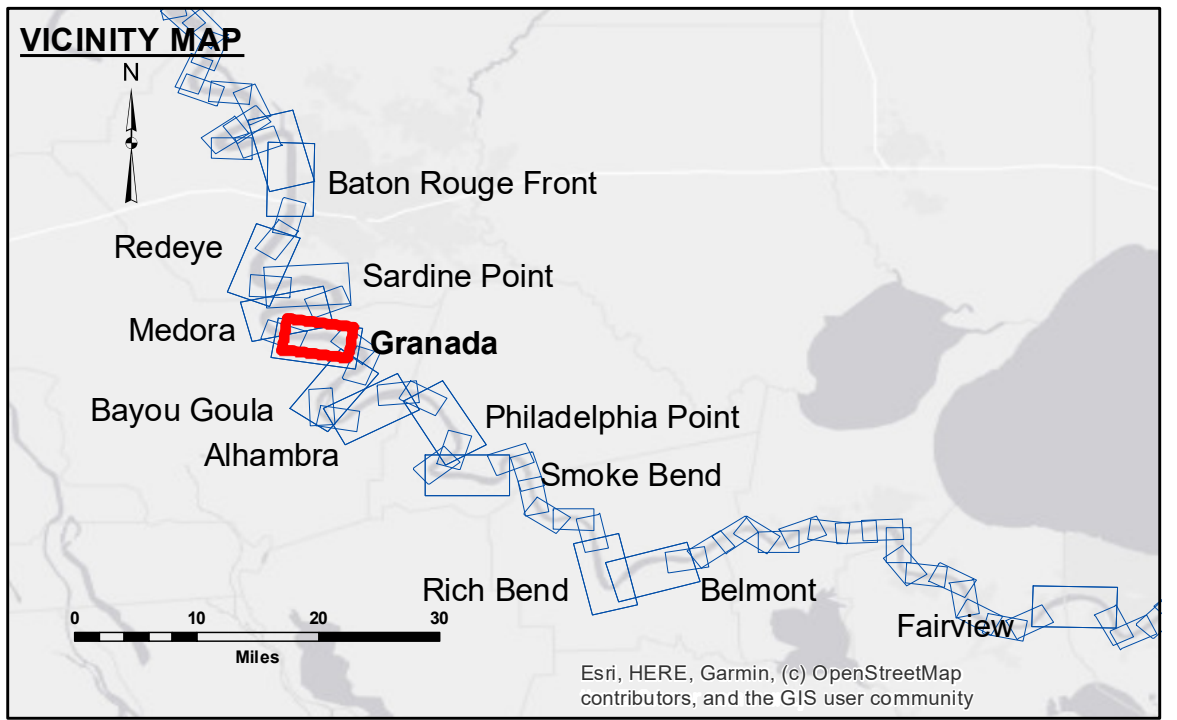 VICINITY MAP
N
Baton Rouge Front
Redeye
Sardine Point
Medora
Granada
Bayou Goula
Philadelphia Point
Alhambra
Smoke Bend
Rich Bend
Belmont
Fairview
0 10 20 30
Miles
Esri, HERE, Garmin, (c) OpenStreetMap
contributors, and the GIS user community